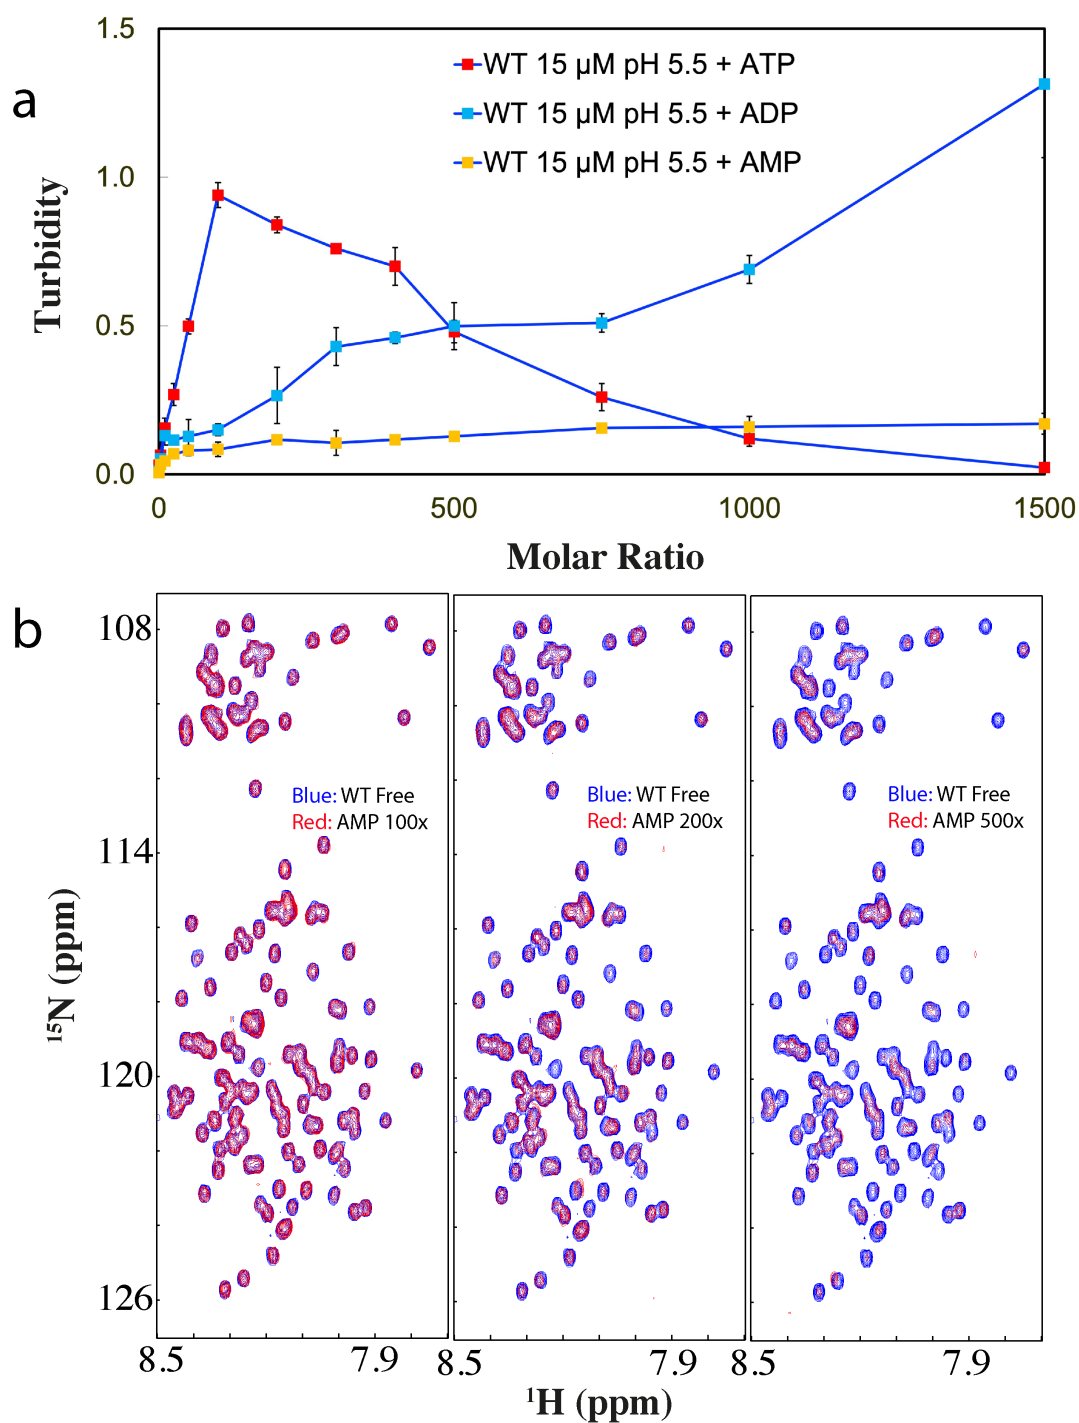 a
1.5
1.0
0.5
0.0
Turbidity
WT 15 µM pH 5.5 + ATP
WT 15 µM pH 5.5 + ADP
WT 15 µM pH 5.5 + AMP
0
500
1000
1500
Molar Ratio
b
108
114
120
126
15N (ppm)
Blue: WT Free
Red: AMP 100x
Blue: WT Free
Red: AMP 200x
Blue: WT Free
Red: AMP 500x
8.5
7.9
8.5
7.9
8.5
7.9
1H (ppm)